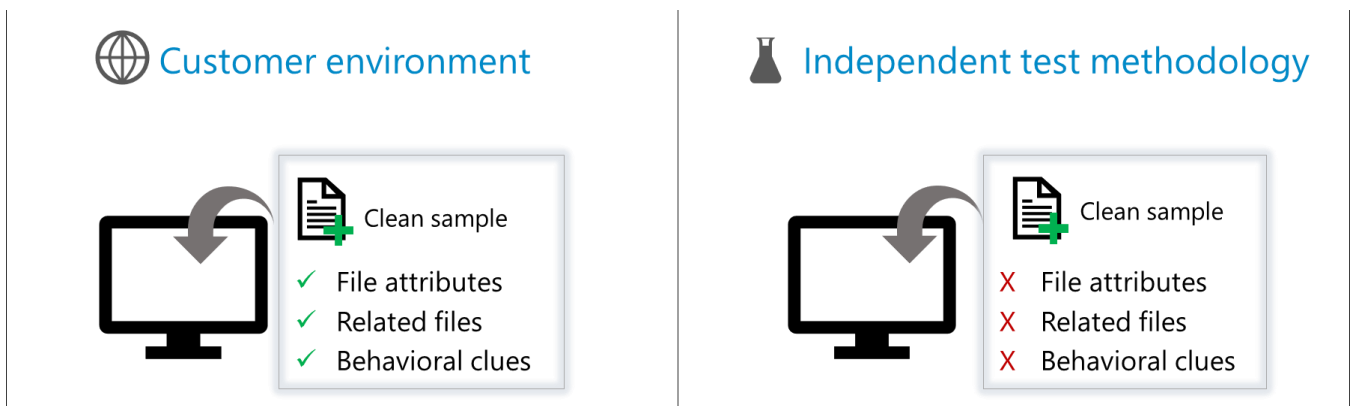 Customer environment
Clean sample
✓ File attributes
✓ Related files
✓ Behavioral clues
Independent test methodology
Clean sample
X File attributes
X Related files
X Behavioral clues